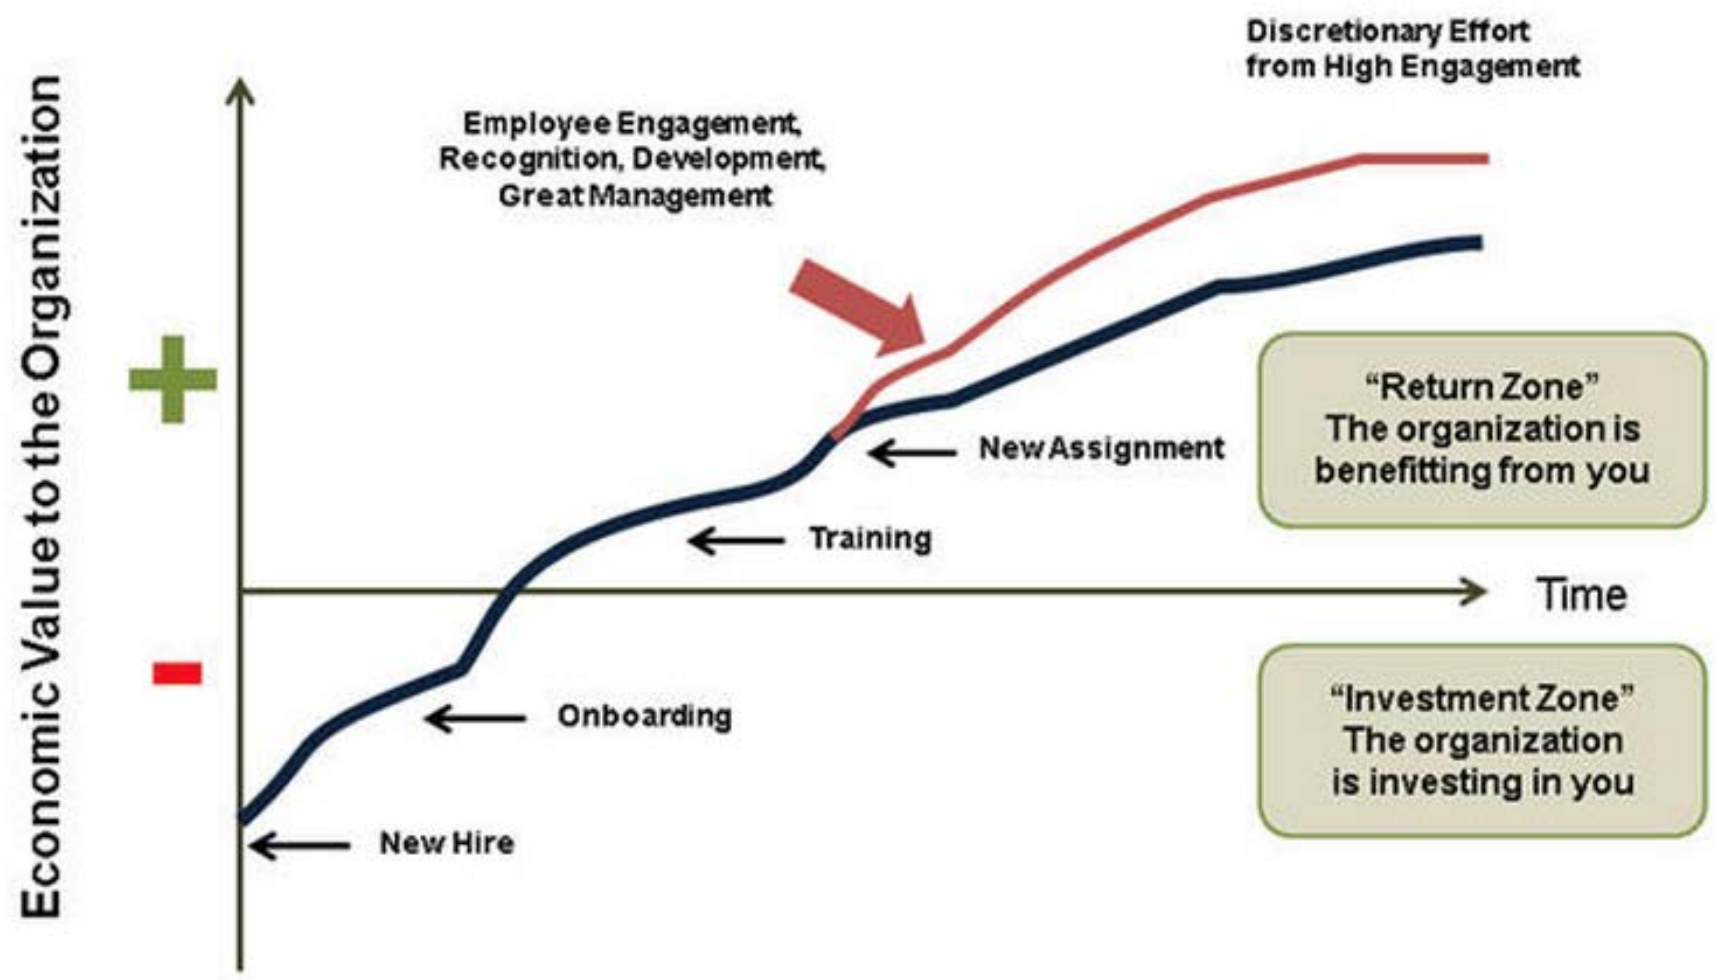 Discretionary Effort
from High Engagement
Employee Engagement,
Recognition, Development,
Great Management
Economic Value to the Organization
+
-
“Return Zone”
The organization is
benefitting from you
New Assignment
Training
Time
“Investment Zone”
The organization
is investing in you
Onboarding
New Hire